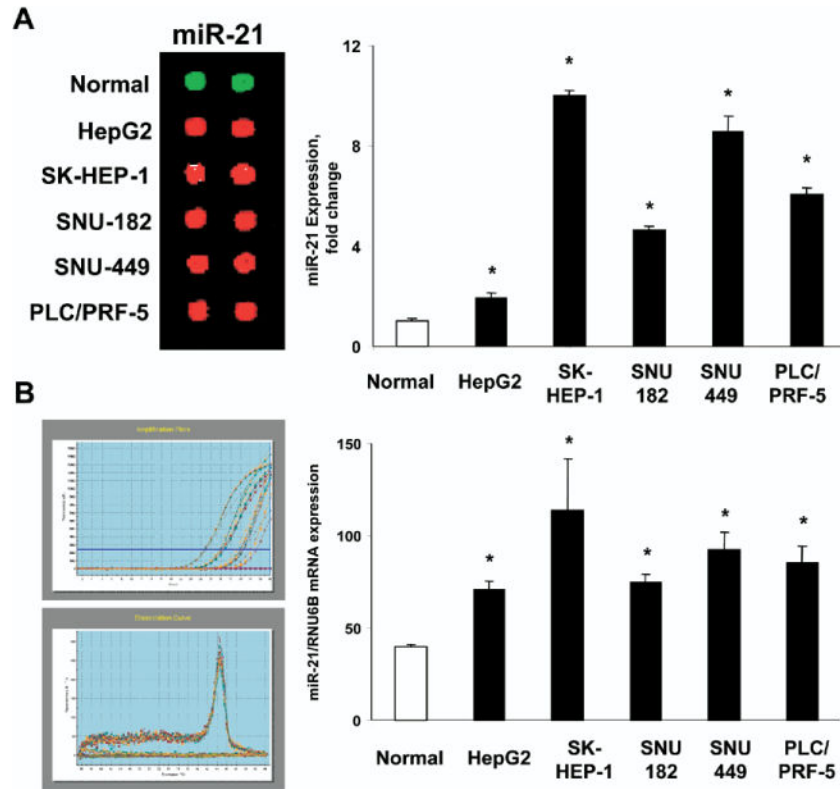 A
miR-21
Normal
HepG2
SK-HEP-1
SNU-182
SNU-449
PLC/PRF-5
miR-21 Expression,
fold change
12
8
4
0
*
*
*
*
*
Normal
HepG2
SK-
HEP-1
SNU
182
SNU
449
PLC/
PRF-5
B
miR-21/RNU6B mRNA expression
150
100
50
0
*
*
*
*
*
Normal
HepG2
SK-
HEP-1
SNU
182
SNU
449
PLC/
PRF-5